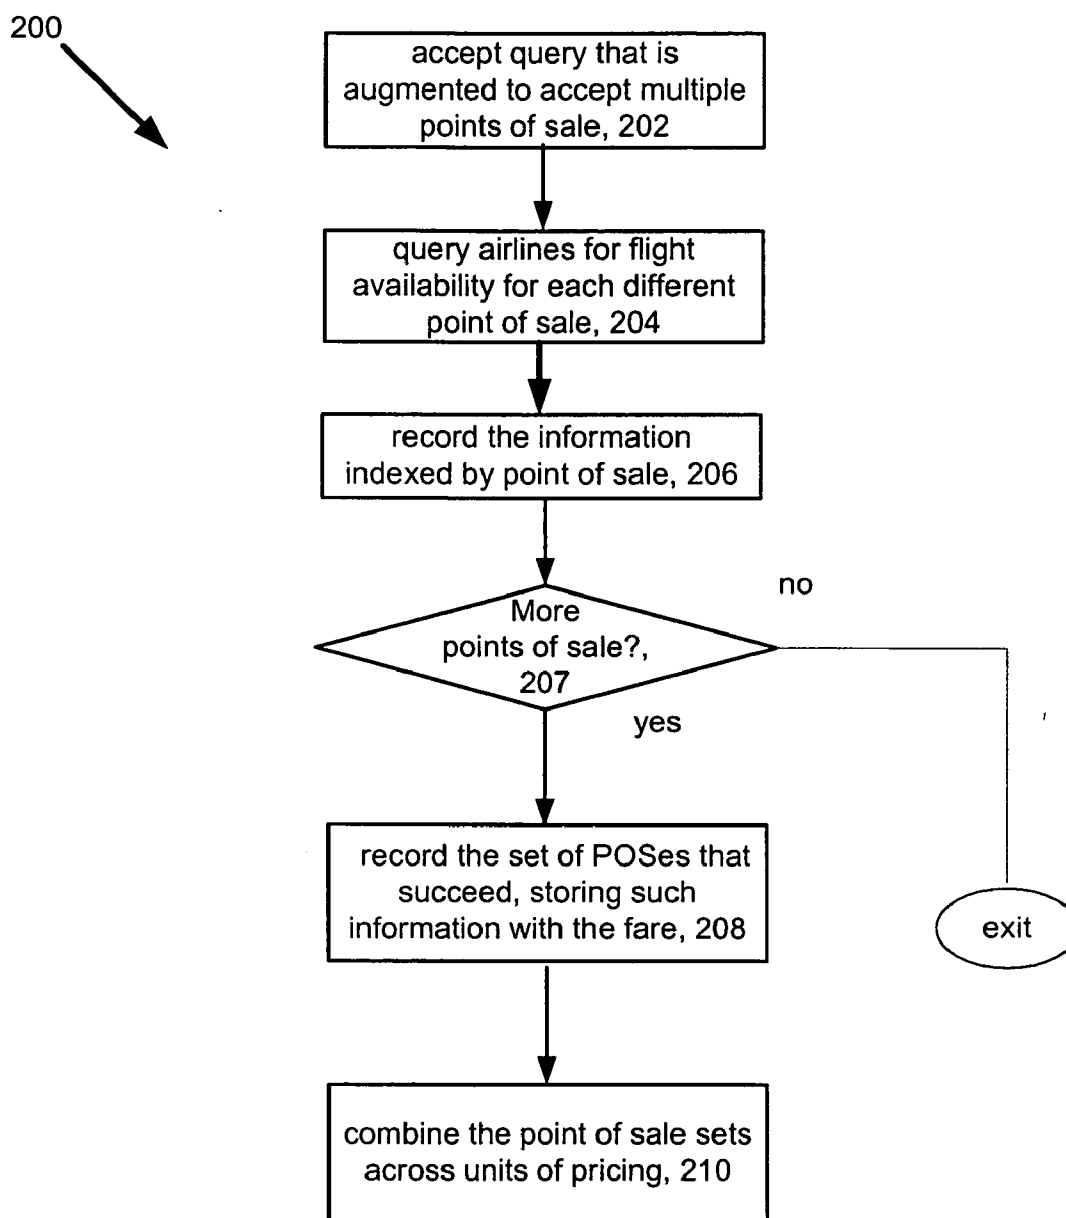 200
accept query that is
augmented to accept multiple
points of sale, 202
query airlines for flight
availability for each different
point of sale, 204
record the information
indexed by point of sale, 206
More
points of sale?,
207
no
yes
record the set of POSes that
succeed, storing such
information with the fare, 208
exit
combine the point of sale sets
across units of pricing, 210